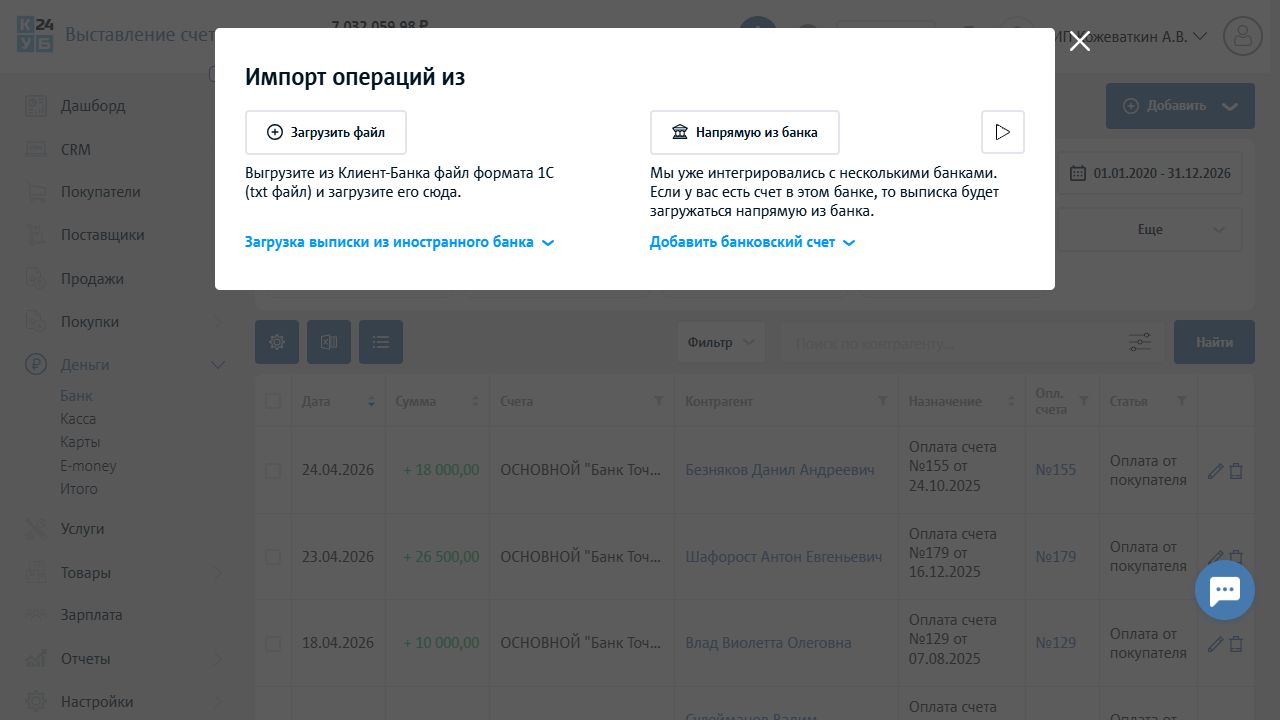 К 24
УБ
Выставление счет
7 032 059,98 ₽
Кожеваткин А.В.
Импорт операций из
Загрузить файл
Напрямую из банка
Выгрузите из Клиент-Банка файл формата 1С
(txt файл) и загрузите его сюда.
Мы уже интегрировались с несколькими банками.
Если у вас есть счет в этом банке, то выписка будет
загружаться напрямую из банка.
Загрузка выписки из иностранного банка
Добавить банковский счет
Дашборд
CRM
Покупатели
Поставщики
Продажи
Покупки
Деньги
Банк
Касса
Карты
E-money
Итого
Услуги
Товары
Зарплата
Отчеты
Настройки
Добавить
01.01.2020 - 31.12.2026
Еще
Фильтр
Поиск по контрагенту...
Найти
Дата
Сумма
Счета
Контрагент
Назначение
Опл.
счета
Статья
24.04.2026
+ 18 000,00
ОСНОВНОЙ "Банк Точ...
Безняков Данил Андреевич
Оплата счета
№155 от
24.10.2025
№155
Оплата от
покупателя
23.04.2026
+ 26 500,00
ОСНОВНОЙ "Банк Точ...
Шафорост Антон Евгеньевич
Оплата счета
№179 от
16.12.2025
№179
Оплата от
покупателя
18.04.2026
+ 10 000,00
ОСНОВНОЙ "Банк Точ...
Влад Виолетта Олеговна
Оплата счета
№129 от
07.08.2025
№129
Оплата от
покупателя
Оплата счета
Сулейманов Вадим